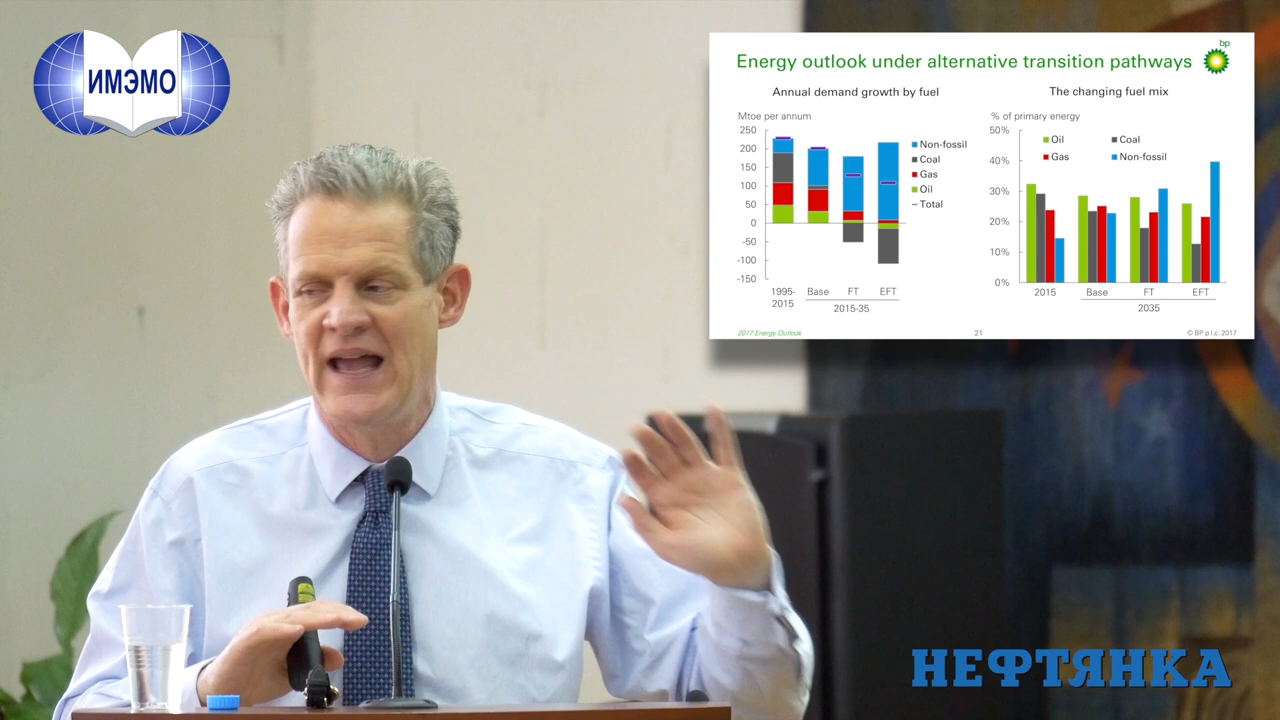 ИМЭМО
bp
Energy outlook under alternative transition pathways
Annual demand growth by fuel
Mtoe per annum
250
200
150
100
50
0
-50
-100
-150
Non-fossil
Coal
Gas
Oil
Total
1995-
2015
Base
FT
EFT
2015-35
The changing fuel mix
% of primary energy
50%
40%
30%
20%
10%
0%
Oil
Coal
Gas
Non-fossil
2015
Base
FT
EFT
2035
2017 Energy Outlook
21
© BP p.l.c. 2017
НЕФТЯНКА